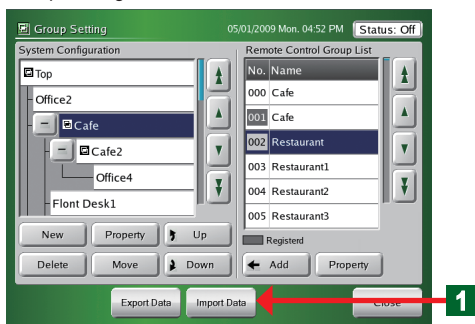 Group Setting 05/01/2009 Mon. 04:52 PM Status: Off
System Configuration
Top
Office2
Cafe
Cafe2
Office4
Flont Desk1
New Property Up
Delete Move Down
Remote Control Group List
No. Name
000 Cafe
001 Cafe
002 Restaurant
003 Restaurant1
004 Restaurant2
005 Restaurant3
Registerd
Add Property
Export Data Import Data Close
1